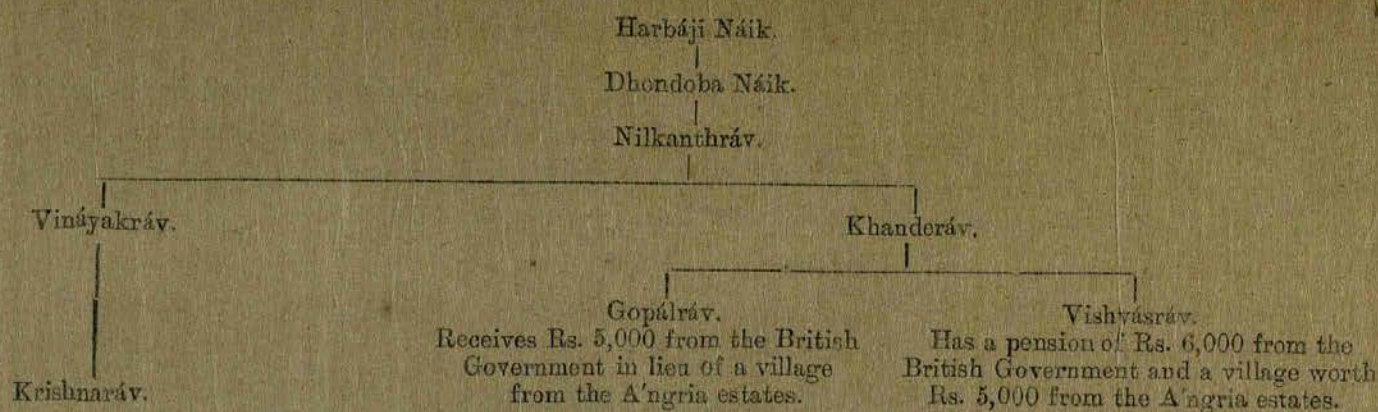 Harbáji Náik.
Dhondoba Náik.
Nilkanthráv.
Vináyakráv.
Khanderáv.
Gopálráv.
Receives Rs. 5,000 from the British
Government in lieu of a village
from the A'ngria estates.
Vishvásráv.
Has a pension of Rs. 6,000 from the
British Government and a village worth
Rs. 5,000 from the A'ngria estates.
Krishnaráv.